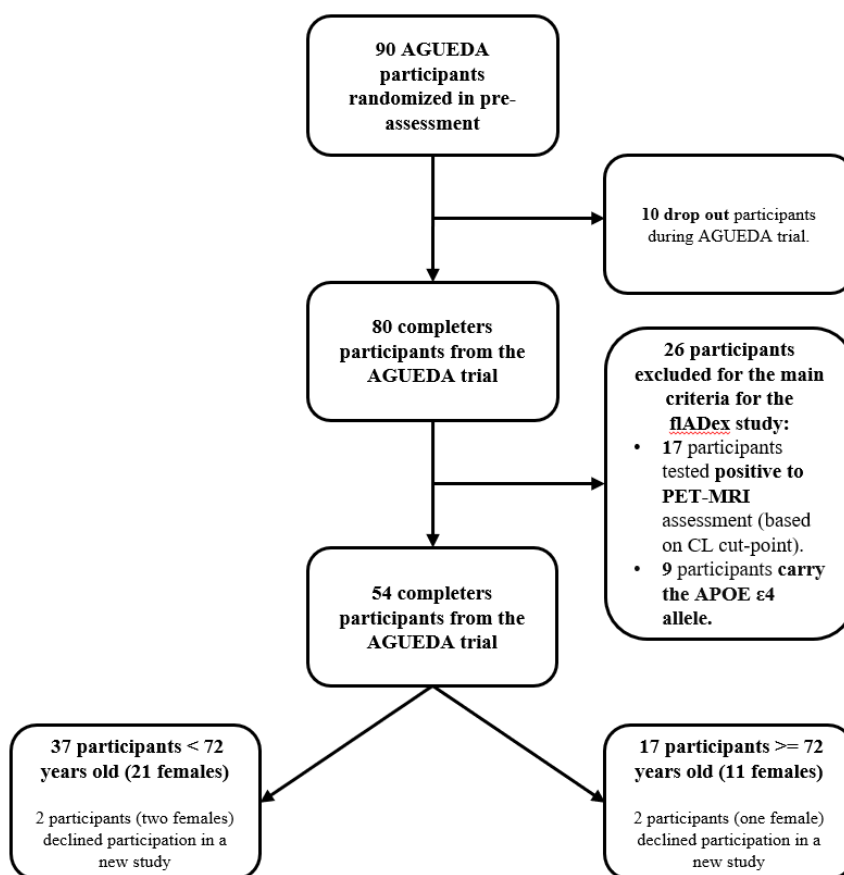 90 AGUEDA
participants
randomized in pre-
assessment
10 drop out participants
during AGUEDA trial.
80 completers
participants from the
AGUEDA trial
26 participants
excluded for the main
criteria for the
flADex study:
• 17 participants
tested positive to
PET-MRI
assessment (based
on CL cut-point).
• 9 participants carry
the APOE ε4
allele.
54 completers
participants from the
AGUEDA trial
37 participants < 72
years old (21 females)
2 participants (two females)
declined participation in a
new study
17 participants >= 72
years old (11 females)
2 participants (one female)
declined participation in a
new study